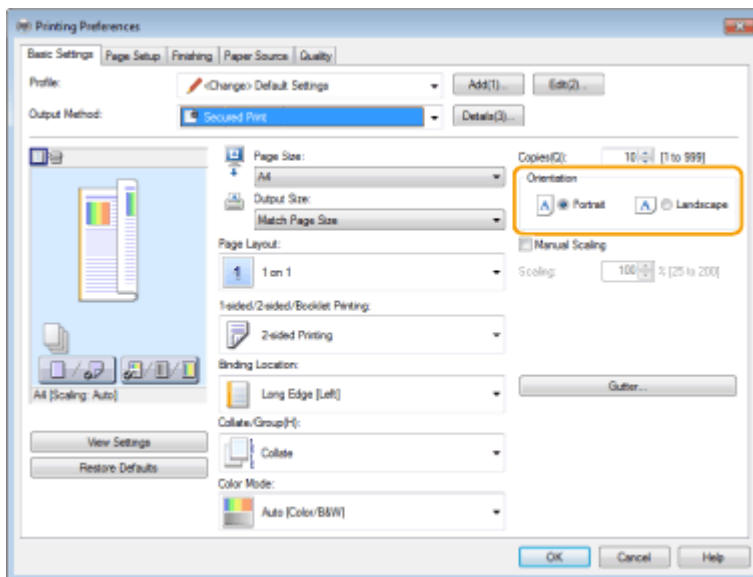 Printing Preferences
Basic Settings Page Setup Finishing Paper Source Quality
Profile: <Change> Default Settings Add(1)... Edit(2)...
Output Method: Secured Print Details(3)...
Page Size:
A4
Output Size:
Match Page Size
Page Layout:
1 1 on 1
1-sided/2-sided/Booklet Printing:
2-sided Printing
Binding Location:
Long Edge [Left]
Collate/Group(H):
Collate
Color Mode:
Auto [Color/B&W]
Copies(Q): 10 [1 to 999]
Orientation
A Portrait A Landscape
Manual Scaling
Scaling: 100 % [25 to 200]
Gutter...
A4 [Scaling: Auto]
View Settings
Restore Defaults
OK Cancel Help